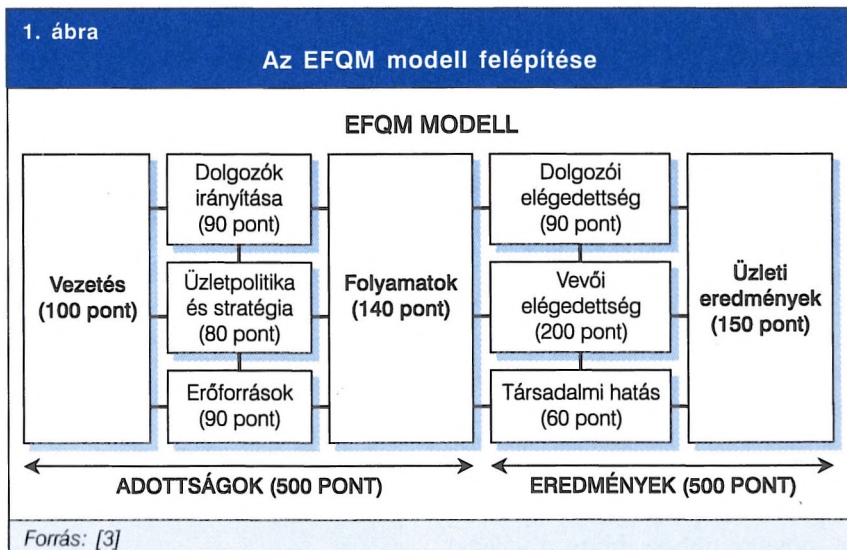 1. ábra
Az EFQM modell felépítése
EFQM MODELL
Vezetés
(100 pont)
Dolgozók
irányítása
(90 pont)
Üzletpolitika
és stratégia
(80 pont)
Erőforrások
(90 pont)
Folyamatok
(140 pont)
Dolgozói
elégedettség
(90 pont)
Vevői
elégedettség
(200 pont)
Társadalmi hatás
(60 pont)
Üzleti
eredmények
(150 pont)
ADOTTSÁGOK (500 PONT)
EREDMÉNYEK (500 PONT)
Forrás: [3]